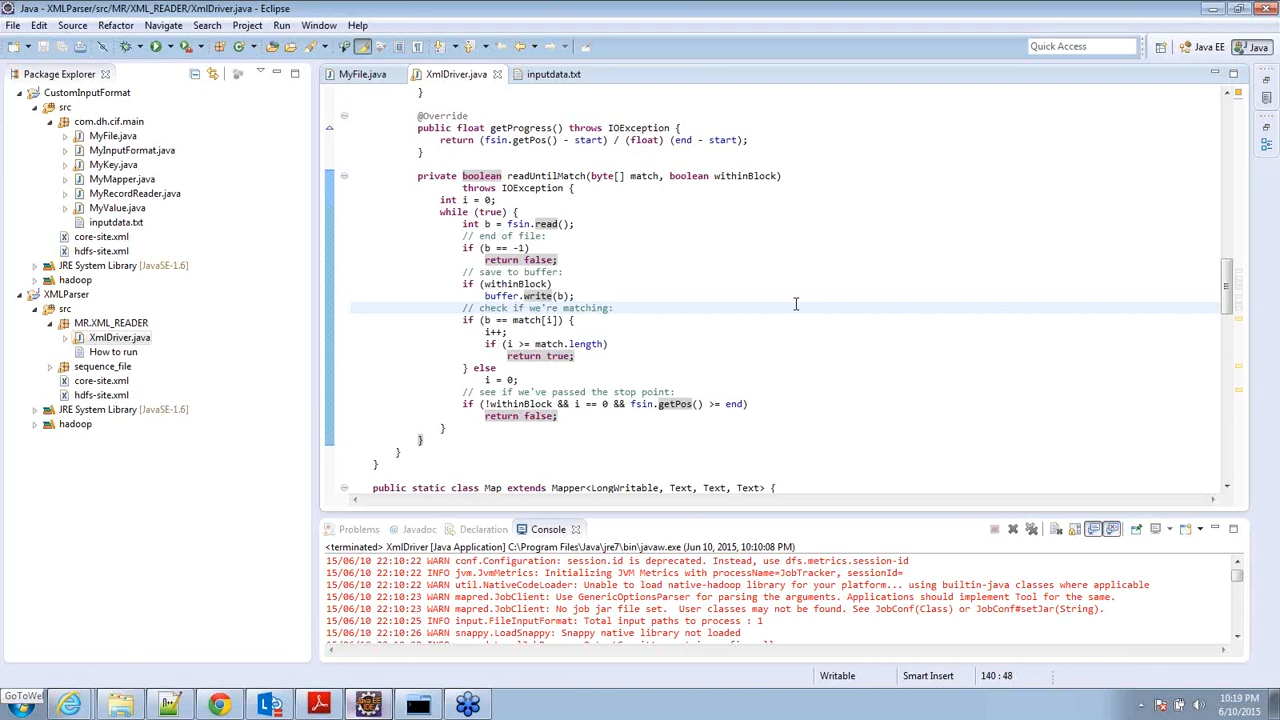 Java - XMLParser/src/MR/XML_READER/XmlDriver.java - Eclipse
File Edit Source Refactor Navigate Search Project Run Window Help
Quick Access
Java EE
Java
Package Explorer
CustomInputFormat
src
com.dh.cif.main
MyFile.java
MyInputFormat.java
MyKey.java
MyMapper.java
MyRecordReader.java
MyValue.java
inputdata.txt
core-site.xml
hdfs-site.xml
JRE System Library [JavaSE-1.6]
hadoop
XMLParser
src
MR.XML_READER
XmlDriver.java
How to run
sequence_file
core-site.xml
hdfs-site.xml
JRE System Library [JavaSE-1.6]
hadoop
MyFile.java XmlDriver.java inputdata.txt
}
@Override
public float getProgress() throws IOException {
return (fsin.getPos() - start) / (float) (end - start);
}
private boolean readUntilMatch(byte[] match, boolean withinBlock)
throws IOException {
int i = 0;
while (true) {
int b = fsin.read();
// end of file:
if (b == -1)
return false;
// save to buffer:
if (withinBlock)
buffer.write(b);
// check if we're matching:
if (b == match[i]) {
i++;
if (i >= match.length)
return true;
} else
i = 0;
// see if we've passed the stop point:
if (!withinBlock && i == 0 && fsin.getPos() >= end)
return false;
}
}
}
}
public static class Map extends Mapper<LongWritable, Text, Text, Text> {
Problems Javadoc Declaration Console
<terminated> XmlDriver [Java Application] C:\Program Files\Java\jre7\bin\javaw.exe (Jun 10, 2015, 10:10:08 PM)
15/06/10 22:10:22 WARN conf.Configuration: session.id is deprecated. Instead, use dfs.metrics.session-id
15/06/10 22:10:22 INFO jvm.JvmMetrics: Initializing JVM Metrics with processName=JobTracker, sessionId=
15/06/10 22:10:22 WARN util.NativeCodeLoader: Unable to load native-hadoop library for your platform... using builtin-java classes where applicable
15/06/10 22:10:22 WARN mapred.JobClient: Use GenericOptionsParser for parsing the arguments. Applications should implement Tool for the same.
15/06/10 22:10:22 WARN mapred.JobClient: No job jar file set.  User classes may not be found. See JobConf(Class) or JobConf#setJar(String).
15/06/10 22:10:25 INFO input.FileInputFormat: Total input paths to process : 1
15/06/10 22:10:26 WARN snappy.LoadSnappy: Snappy native library not loaded
Writable Smart Insert 140 : 48
GoToWe
10:19 PM
6/10/2015